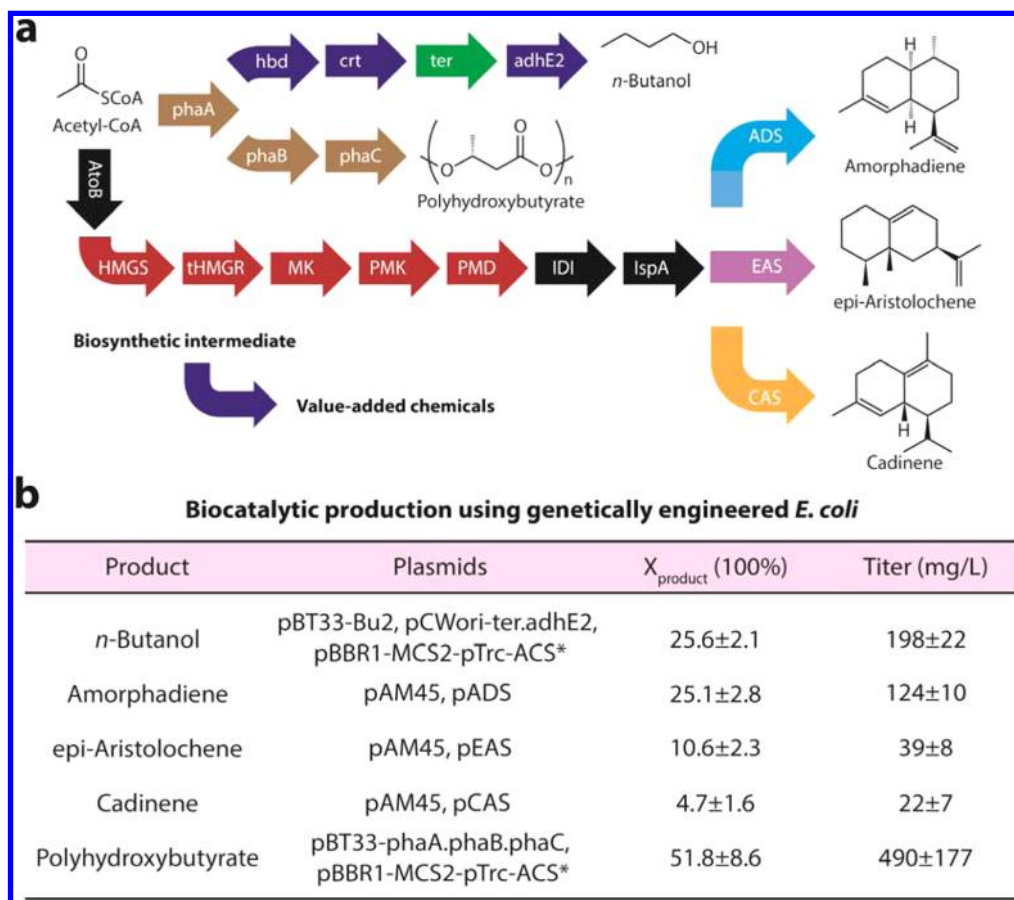 a
O
SCoA
Acetyl-CoA
phaA
hbd
crt
ter
adhE2
OH
n-Butanol
phaB
phaC
O
O
O
n
Polyhydroxybutyrate
AtoB
HMGS
tHMGR
MK
PMK
PMD
IDI
IspA
ADS
H
H
Amorphadiene
EAS
epi-Aristolochene
CAS
H
Cadinene
Biosynthetic intermediate
Value-added chemicals
b
Biocatalytic production using genetically engineered E. coli
Product Plasmids Xproduct (100%) Titer (mg/L)
n-Butanol pBT33-Bu2, pCWori-ter.adhE2, 25.6±2.1 198±22
pBBR1-MCS2-pTrc-ACS*
Amorphadiene pAM45, pADS 25.1±2.8 124±10
epi-Aristolochene pAM45, pEAS 10.6±2.3 39±8
Cadinene pAM45, pCAS 4.7±1.6 22±7
Polyhydroxybutyrate pBT33-phaA.phaB.phaC, 51.8±8.6 490±177
pBBR1-MCS2-pTrc-ACS*